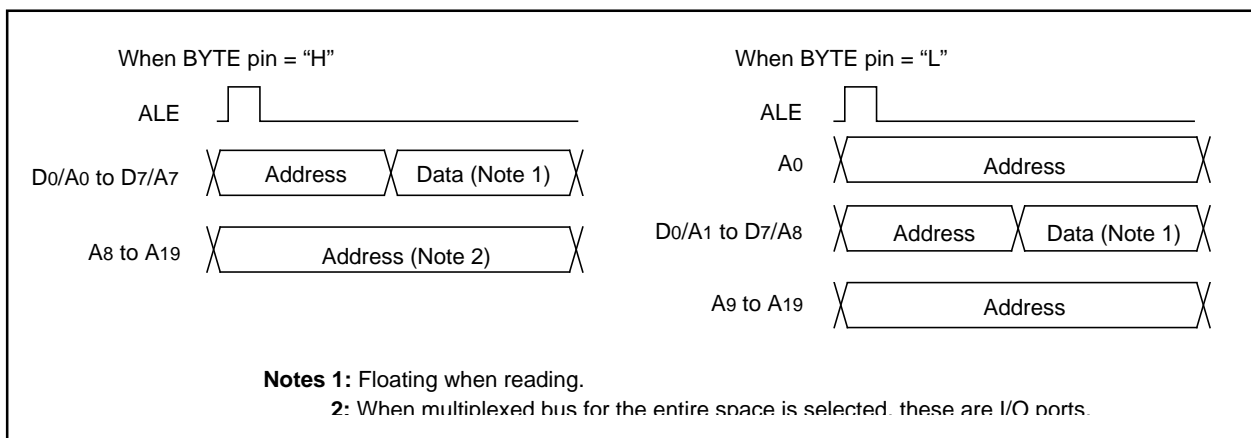 When BYTE pin = “H”
ALE
D0/A0 to D7/A7
Address
Data (Note 1)
A8 to A19
Address (Note 2)
When BYTE pin = “L”
ALE
A0
Address
D0/A1 to D7/A8
Address
Data (Note 1)
A9 to A19
Address
Notes 1: Floating when reading.
2: When multiplexed bus for the entire space is selected, these are I/O ports.